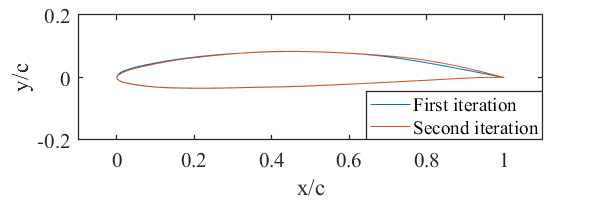 0.2
y/c
0
First iteration
Second iteration
-0.2
0 0.2 0.4 0.6 0.8 1
x/c